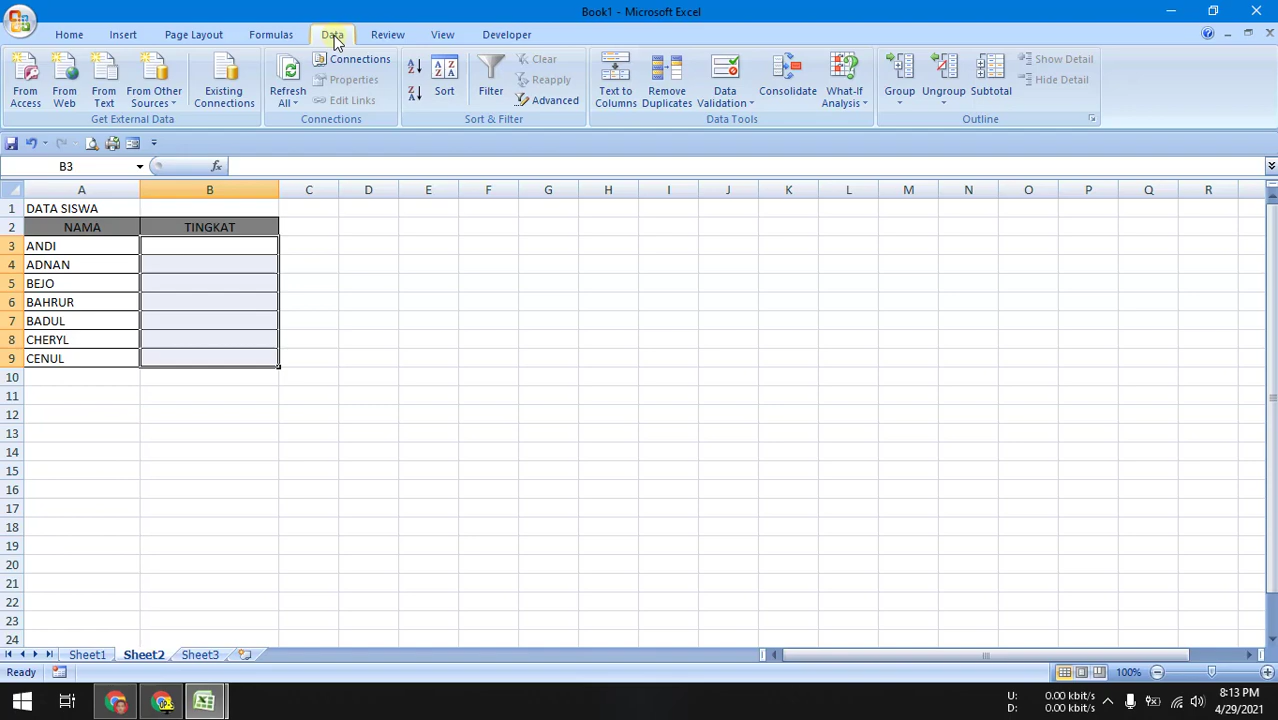 Book1 - Microsoft Excel
Home Insert Page Layout Formulas Data Review View Developer
From Access
From Web
From Text
From Other Sources
Existing Connections
Get External Data
Refresh All
Connections
Properties
Edit Links
Connections
Sort
Filter
Clear
Reapply
Advanced
Sort & Filter
Text to Columns
Remove Duplicates
Data Validation
Consolidate
What-If Analysis
Data Tools
Group
Ungroup
Subtotal
Show Detail
Hide Detail
Outline
B3 fx
A B C D E F G H I J K L M N O P Q R
1 DATA SISWA
2 NAMA TINGKAT
3 ANDI
4 ADNAN
5 BEJO
6 BAHRUR
7 BADUL
8 CHERYL
9 CENUL
10
11
12
13
14
15
16
17
18
19
20
21
22
23
24
Sheet1 Sheet2 Sheet3
Ready 100%
U: 0.00 kbit/s
D: 0.00 kbit/s
8:13 PM
4/29/2021